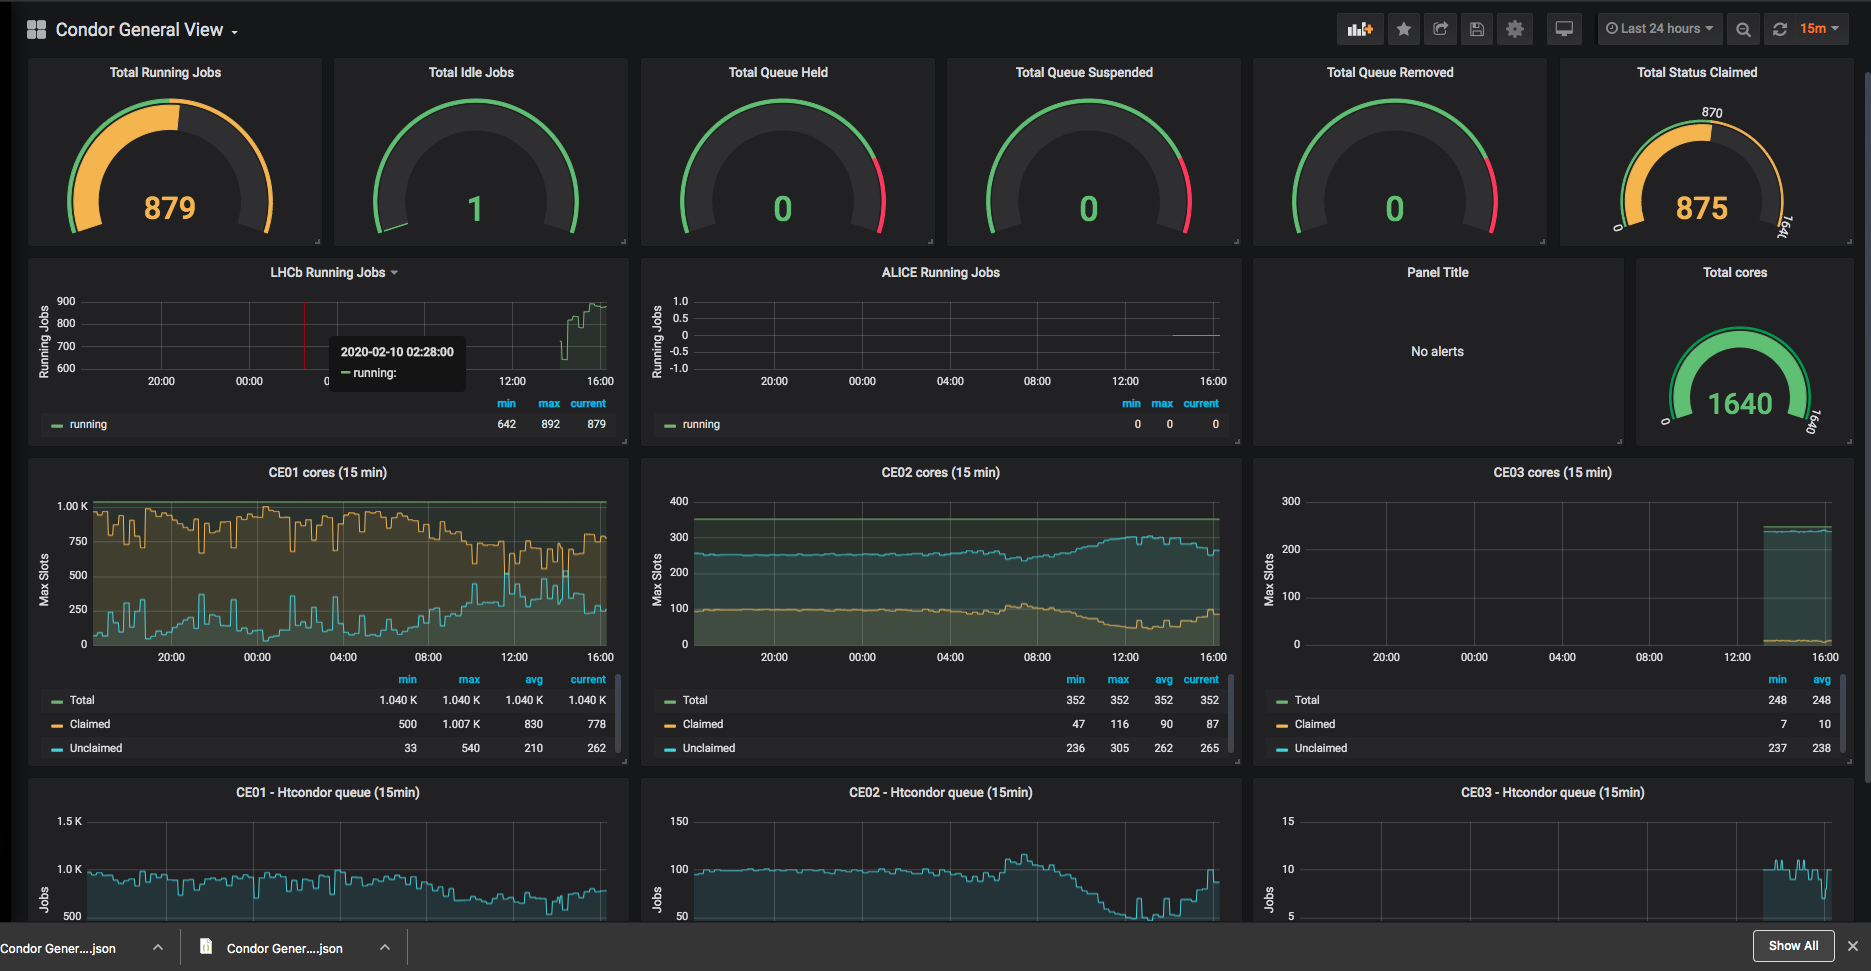 Condor General View
Last 24 hours
15m
Total Running Jobs
879
Total Idle Jobs
1
Total Queue Held
0
Total Queue Suspended
0
Total Queue Removed
0
Total Status Claimed
870
0
1640
875
LHCb Running Jobs
Running Jobs
900
800
700
600
20:00 00:00 0 12:00 16:00
2020-02-10 02:28:00
running:
min max current
running 642 892 879
ALICE Running Jobs
Running Jobs
1.0
0.5
0
-0.5
-1.0
20:00 00:00 04:00 08:00 12:00 16:00
min max current
running 0 0 0
Panel Title
No alerts
Total cores
0
1640
1640
CE01 cores (15 min)
Max Slots
1.00 K
750
500
250
0
20:00 00:00 04:00 08:00 12:00 16:00
min max avg current
Total 1.040 K 1.040 K 1.040 K 1.040 K
Claimed 500 1.007 K 830 778
Unclaimed 33 540 210 262
CE02 cores (15 min)
Max Slots
400
300
200
100
0
20:00 00:00 04:00 08:00 12:00 16:00
min max avg current
Total 352 352 352 352
Claimed 47 116 90 87
Unclaimed 236 305 262 265
CE03 cores (15 min)
Max Slots
300
200
100
0
20:00 00:00 04:00 08:00 12:00 16:00
min avg
Total 248 248
Claimed 7 10
Unclaimed 237 238
CE01 - Htcondor queue (15min)
Jobs
1.5 K
1.0 K
500
CE02 - Htcondor queue (15min)
Jobs
150
100
50
CE03 - Htcondor queue (15min)
Jobs
15
10
5
Condor Gener....json
Condor Gener....json
Show All